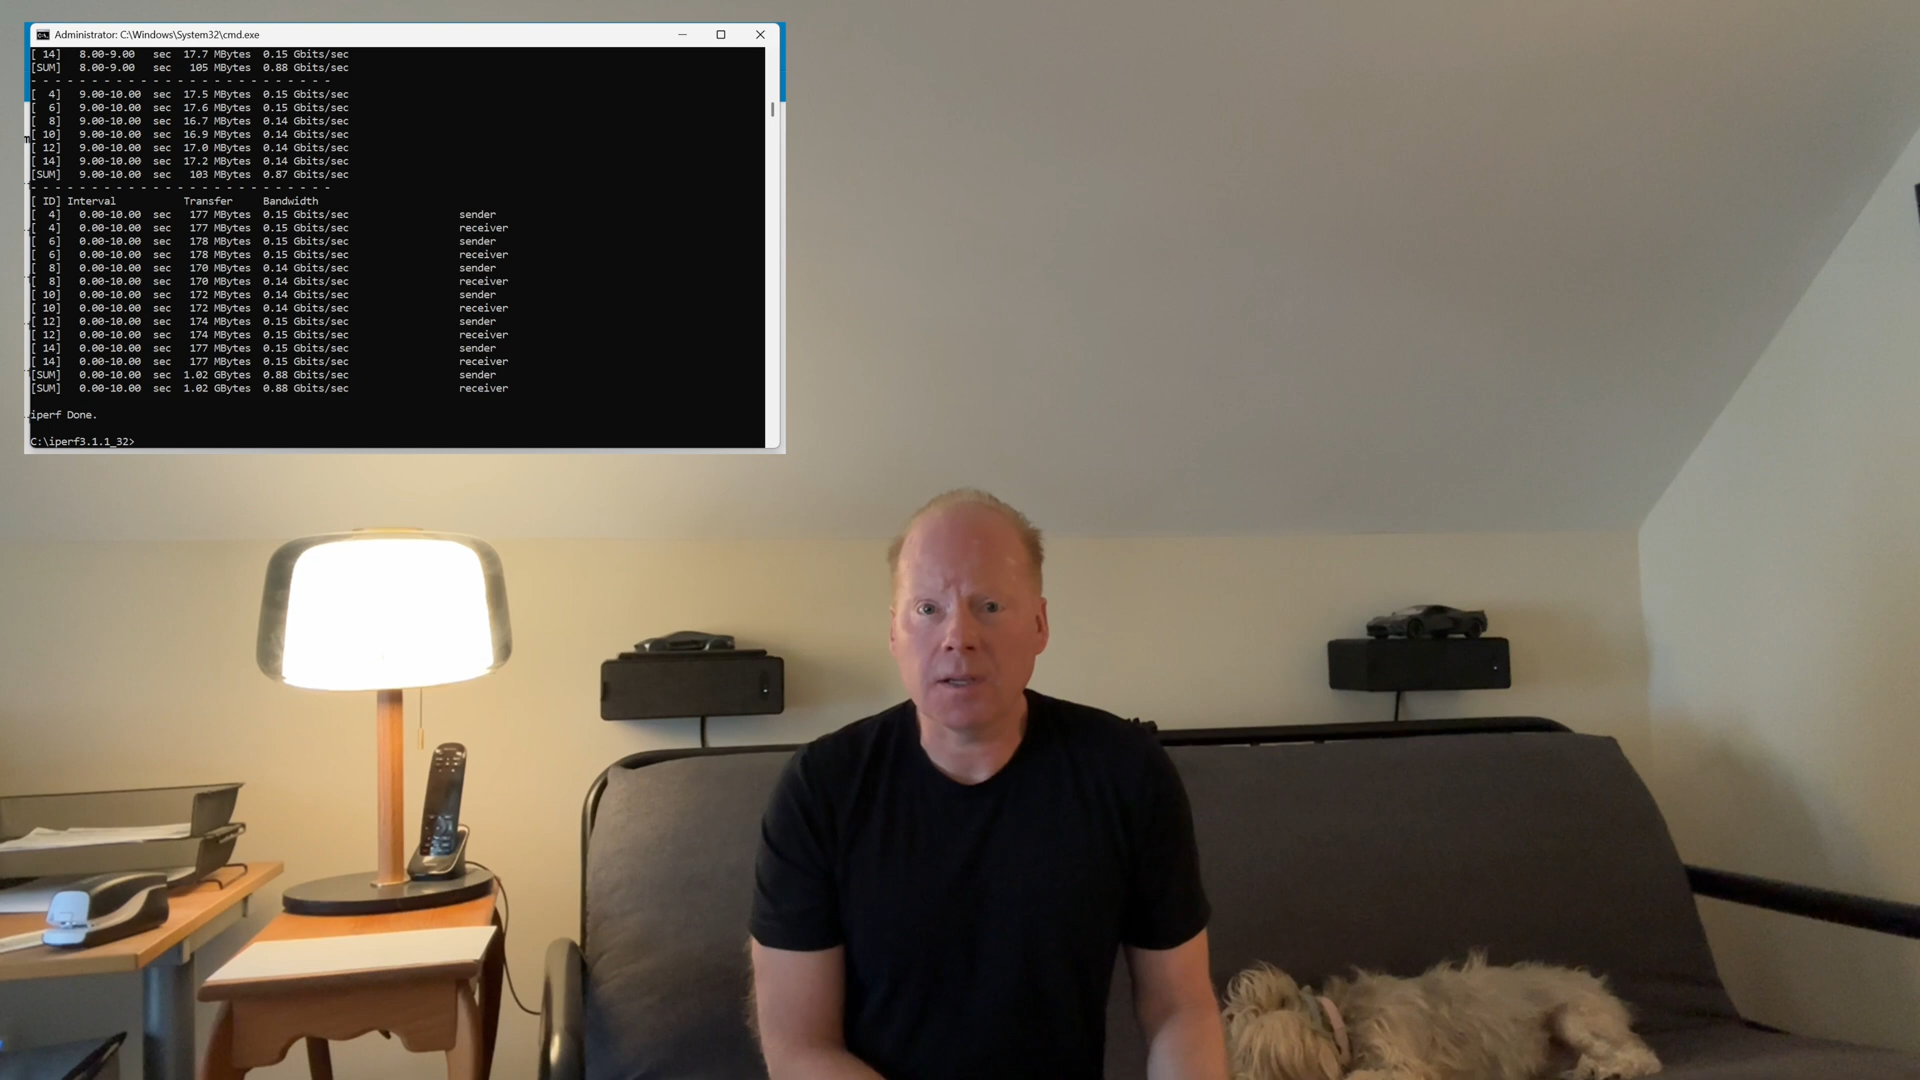 Administrator: C:\Windows\System32\cmd.exe
[ 14] 8.00-9.00 sec 17.7 MBytes 0.15 Gbits/sec
[SUM] 8.00-9.00 sec 105 MBytes 0.88 Gbits/sec
- - - - - - - - - - - - - - - - - - - - - - - - -
[ 4] 9.00-10.00 sec 17.5 MBytes 0.15 Gbits/sec
[ 6] 9.00-10.00 sec 17.6 MBytes 0.15 Gbits/sec
[ 8] 9.00-10.00 sec 16.7 MBytes 0.14 Gbits/sec
[ 10] 9.00-10.00 sec 16.9 MBytes 0.14 Gbits/sec
[ 12] 9.00-10.00 sec 17.0 MBytes 0.14 Gbits/sec
[ 14] 9.00-10.00 sec 17.2 MBytes 0.14 Gbits/sec
[SUM] 9.00-10.00 sec 103 MBytes 0.87 Gbits/sec
- - - - - - - - - - - - - - - - - - - - - - - - -
[ ID] Interval Transfer Bandwidth
[ 4] 0.00-10.00 sec 177 MBytes 0.15 Gbits/sec sender
[ 4] 0.00-10.00 sec 177 MBytes 0.15 Gbits/sec receiver
[ 6] 0.00-10.00 sec 178 MBytes 0.15 Gbits/sec sender
[ 6] 0.00-10.00 sec 178 MBytes 0.15 Gbits/sec receiver
[ 8] 0.00-10.00 sec 170 MBytes 0.14 Gbits/sec sender
[ 8] 0.00-10.00 sec 170 MBytes 0.14 Gbits/sec receiver
[ 10] 0.00-10.00 sec 172 MBytes 0.14 Gbits/sec sender
[ 10] 0.00-10.00 sec 172 MBytes 0.14 Gbits/sec receiver
[ 12] 0.00-10.00 sec 174 MBytes 0.15 Gbits/sec sender
[ 12] 0.00-10.00 sec 174 MBytes 0.15 Gbits/sec receiver
[ 14] 0.00-10.00 sec 177 MBytes 0.15 Gbits/sec sender
[ 14] 0.00-10.00 sec 177 MBytes 0.15 Gbits/sec receiver
[SUM] 0.00-10.00 sec 1.02 GBytes 0.88 Gbits/sec sender
[SUM] 0.00-10.00 sec 1.02 GBytes 0.88 Gbits/sec receiver
iperf Done.
C:\iperf3.1.1_32>